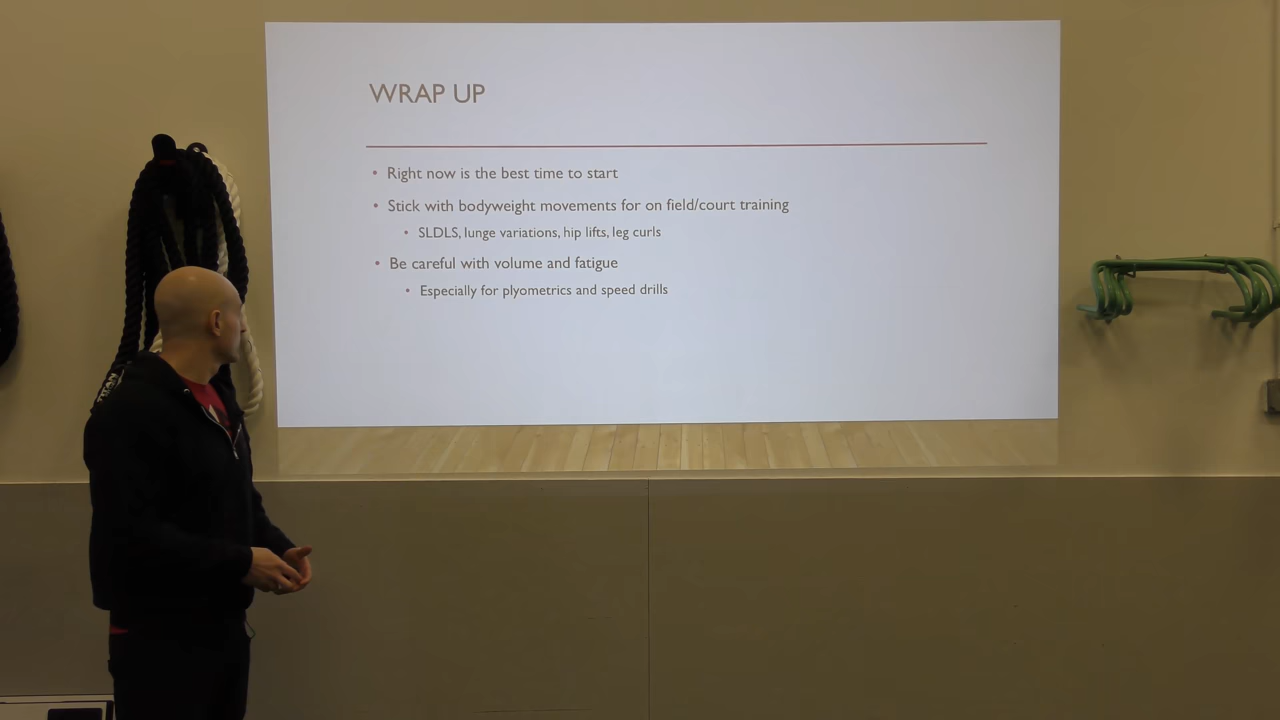 WRAP UP
• Right now is the best time to start
• Stick with bodyweight movements for on field/court training
• SLDLS, lunge variations, hip lifts, leg curls
• Be careful with volume and fatigue
• Especially for plyometrics and speed drills